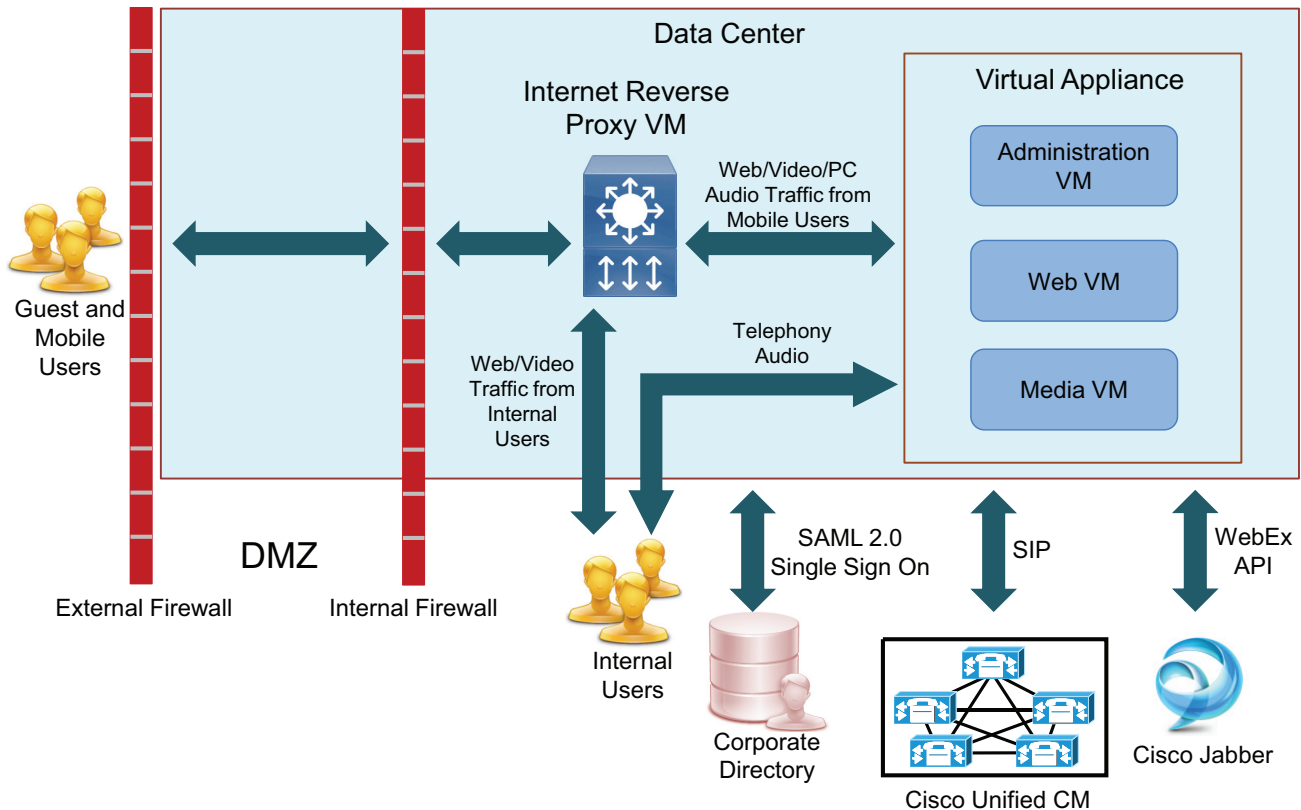 Data Center
Virtual Appliance
Internet Reverse
Proxy VM
Administration
VM
Web/Video/PC
Audio Traffic from
Mobile Users
Web VM
Guest and
Mobile
Users
Telephony
Audio
Web/Video
Traffic from
Internal
Users
Media VM
DMZ
SAML 2.0
Single Sign On
SIP
WebEx
API
External Firewall
Internal Firewall
Internal
Users
Corporate
Directory
Cisco Jabber
Cisco Unified CM